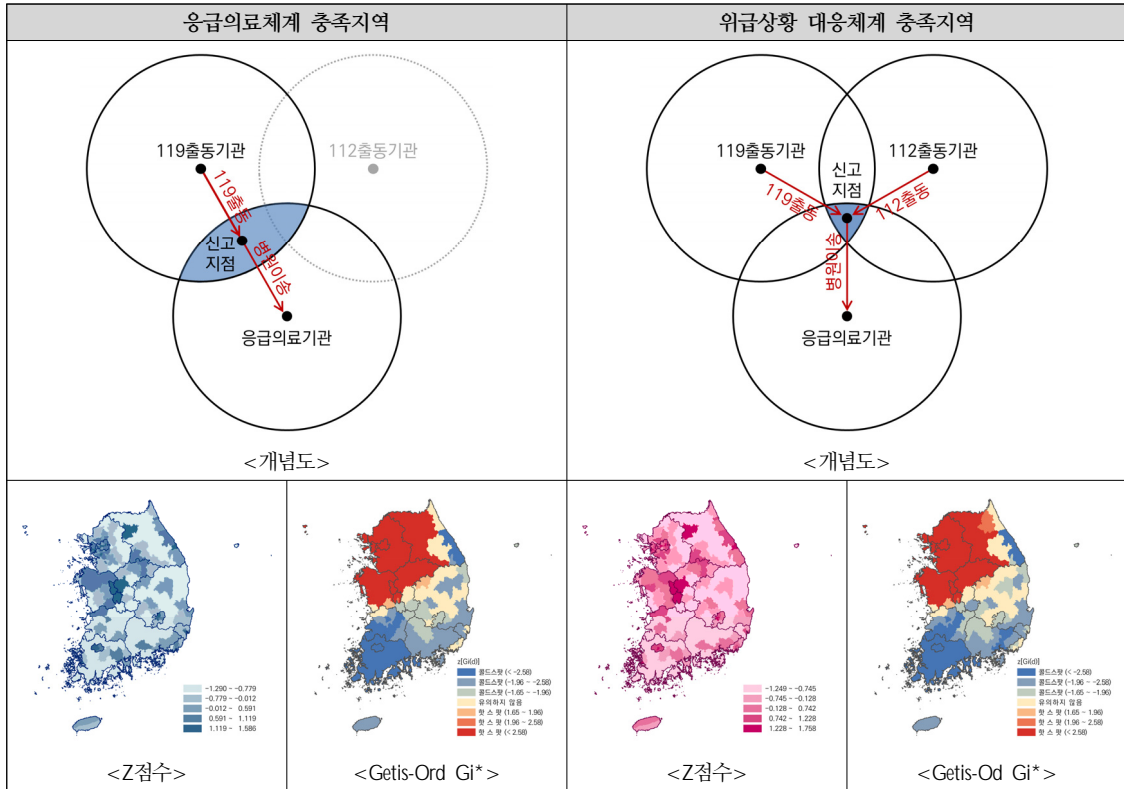 응급의료체계 충족지역
위급상황 대응체계 충족지역
119출동기관
112출동기관
119출동
신고
지점
병원이송
응급의료기관
<개념도>
119출동기관
112출동기관
신고
지점
119출동
112출동
병원이송
응급의료기관
<개념도>
-1.290 ~ -0.779
-0.779 ~ -0.012
-0.012 ~ 0.591
0.591 ~ 1.119
1.119 ~ 1.586
<Z점수>
z[Gi(d)]
콜드스팟 (< -2.58)
콜드스팟 (-1.96 ~ -2.58)
콜드스팟 (-1.65 ~ -1.96)
유의하지 않음
핫 스 팟 (1.65 ~ 1.96)
핫 스 팟 (1.96 ~ 2.58)
핫 스 팟 (< 2.58)
<Getis-Ord Gi*>
-1.249 ~ -0.745
-0.745 ~ -0.128
-0.128 ~ 0.742
0.742 ~ 1.228
1.228 ~ 1.758
<Z점수>
z[Gi(d)]
콜드스팟 (< -2.58)
콜드스팟 (-1.96 ~ -2.58)
콜드스팟 (-1.65 ~ -1.96)
유의하지 않음
핫 스 팟 (1.65 ~ 1.96)
핫 스 팟 (1.96 ~ 2.58)
핫 스 팟 (< 2.58)
<Getis-Od Gi*>